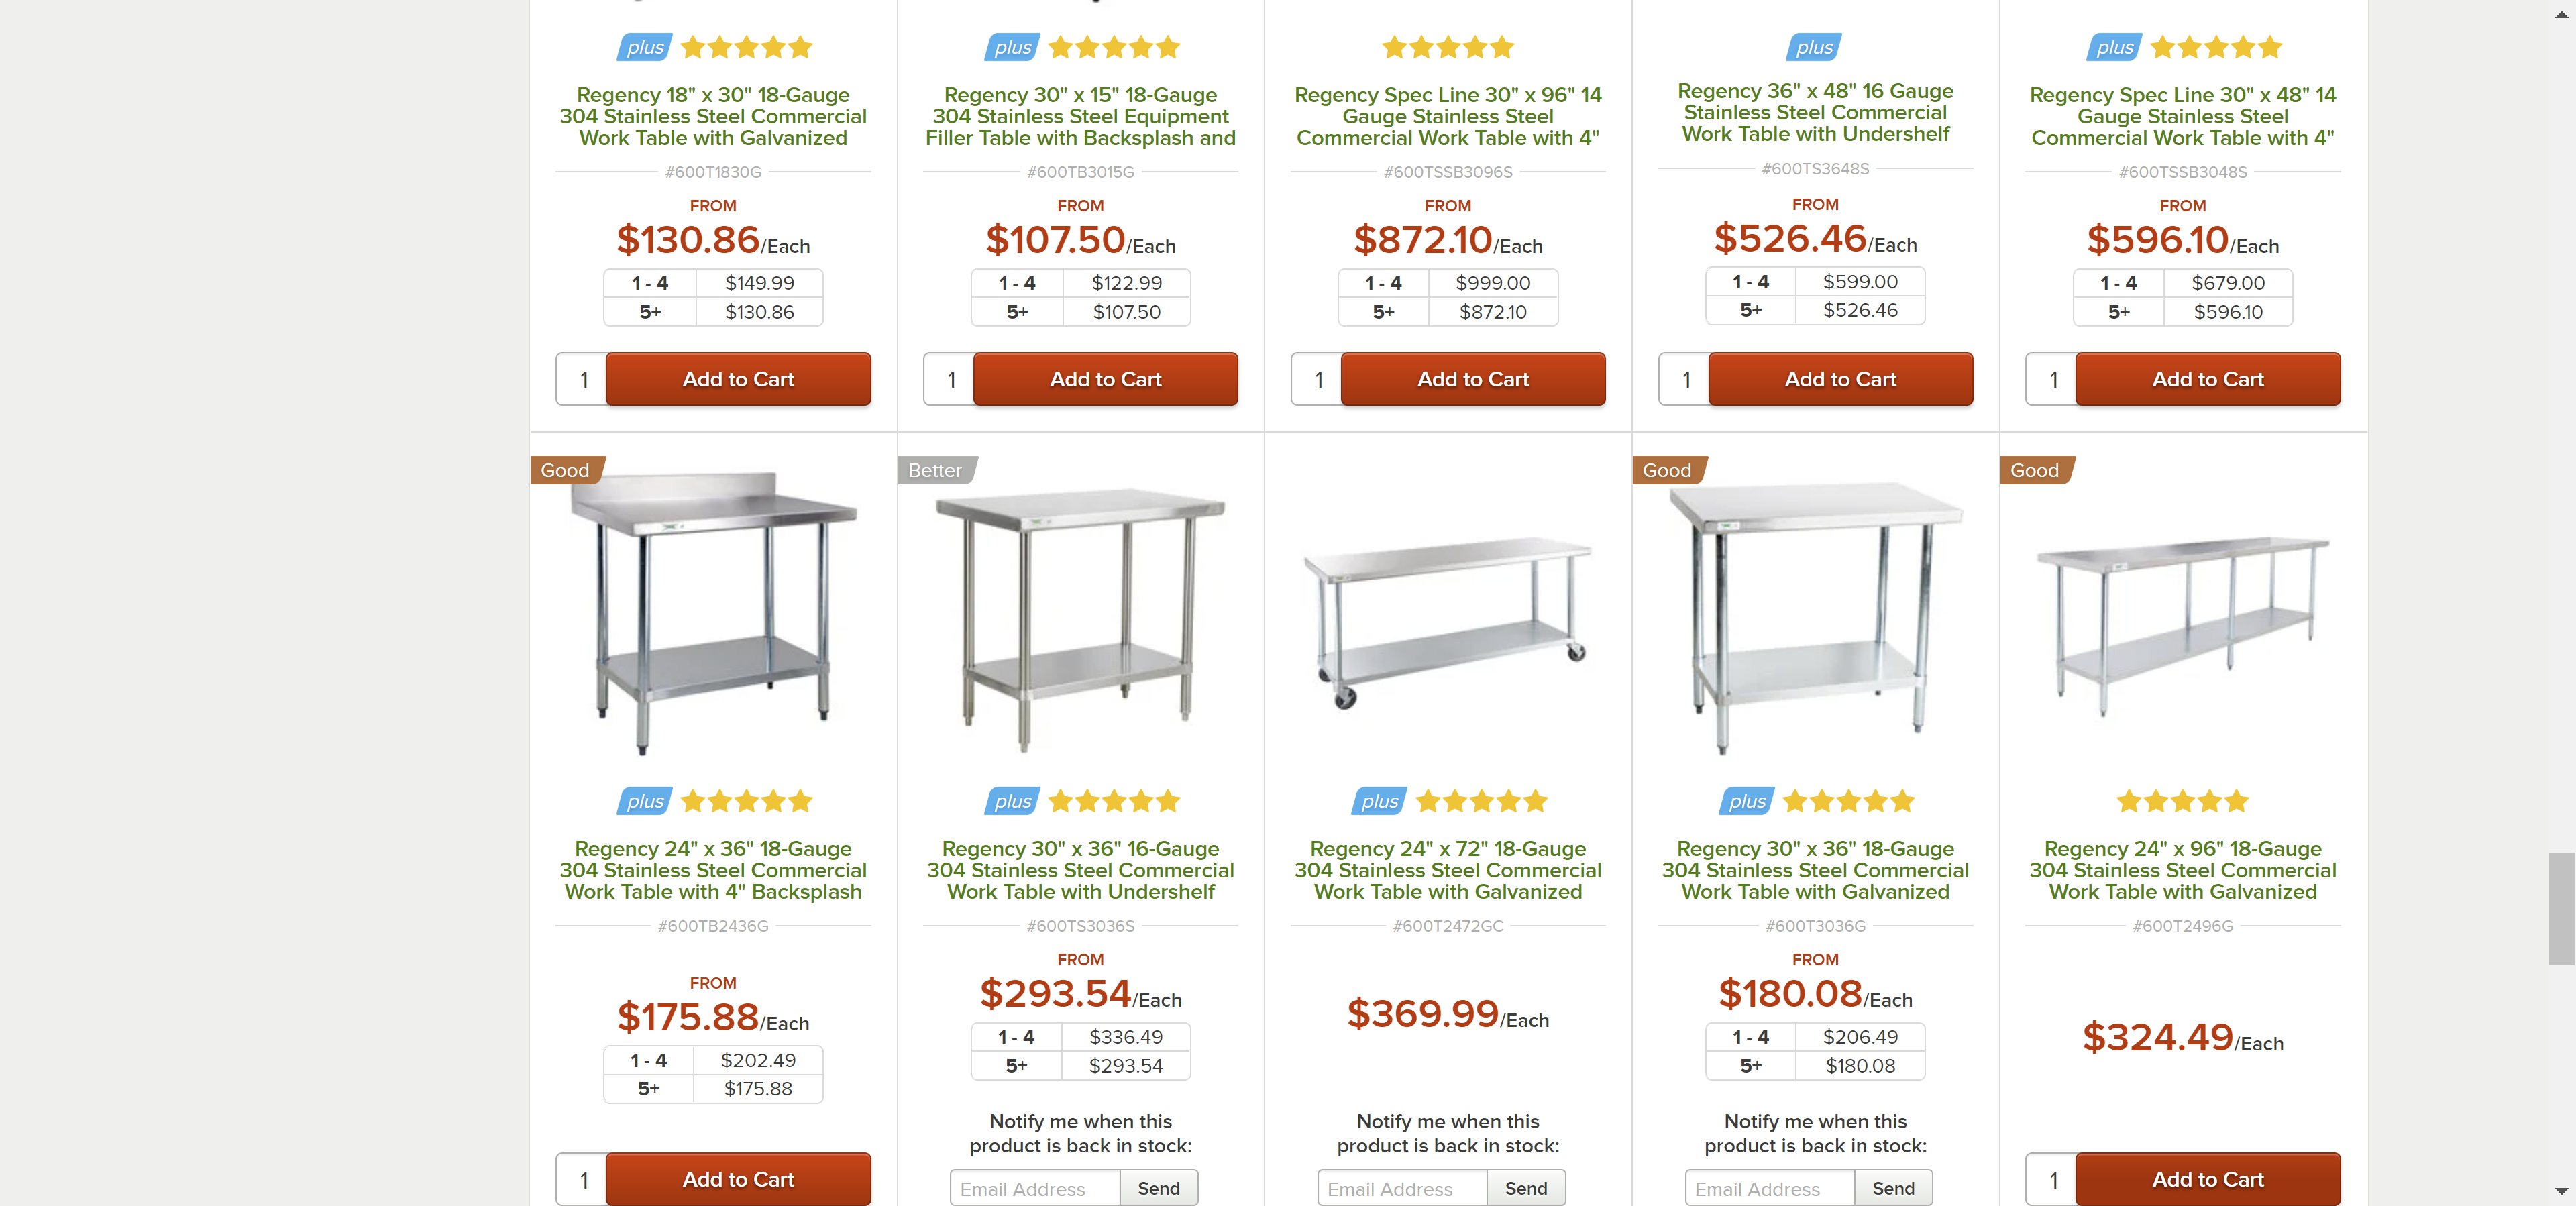 plus
Regency 18" x 30" 18-Gauge
304 Stainless Steel Commercial
Work Table with Galvanized
#600T1830G
FROM
$130.86/Each
1 - 4 $149.99
5+ $130.86
1 Add to Cart
plus
Regency 30" x 15" 18-Gauge
304 Stainless Steel Equipment
Filler Table with Backsplash and
#600TB3015G
FROM
$107.50/Each
1 - 4 $122.99
5+ $107.50
1 Add to Cart
Regency Spec Line 30" x 96" 14
Gauge Stainless Steel
Commercial Work Table with 4"
#600TSSB3096S
FROM
$872.10/Each
1 - 4 $999.00
5+ $872.10
1 Add to Cart
plus
Regency 36" x 48" 16 Gauge
Stainless Steel Commercial
Work Table with Undershelf
#600TS3648S
FROM
$526.46/Each
1 - 4 $599.00
5+ $526.46
1 Add to Cart
plus
Regency Spec Line 30" x 48" 14
Gauge Stainless Steel
Commercial Work Table with 4"
#600TSSB3048S
FROM
$596.10/Each
1 - 4 $679.00
5+ $596.10
1 Add to Cart
Good
plus
Regency 24" x 36" 18-Gauge
304 Stainless Steel Commercial
Work Table with 4" Backsplash
#600TB2436G
FROM
$175.88/Each
1 - 4 $202.49
5+ $175.88
1 Add to Cart
Better
plus
Regency 30" x 36" 16-Gauge
304 Stainless Steel Commercial
Work Table with Undershelf
#600TS3036S
FROM
$293.54/Each
1 - 4 $336.49
5+ $293.54
Notify me when this
product is back in stock:
Email Address Send
plus
Regency 24" x 72" 18-Gauge
304 Stainless Steel Commercial
Work Table with Galvanized
#600T2472GC
$369.99/Each
Notify me when this
product is back in stock:
Email Address Send
Good
plus
Regency 30" x 36" 18-Gauge
304 Stainless Steel Commercial
Work Table with Galvanized
#600T3036G
FROM
$180.08/Each
1 - 4 $206.49
5+ $180.08
Notify me when this
product is back in stock:
Email Address Send
Good
Regency 24" x 96" 18-Gauge
304 Stainless Steel Commercial
Work Table with Galvanized
#600T2496G
$324.49/Each
1 Add to Cart